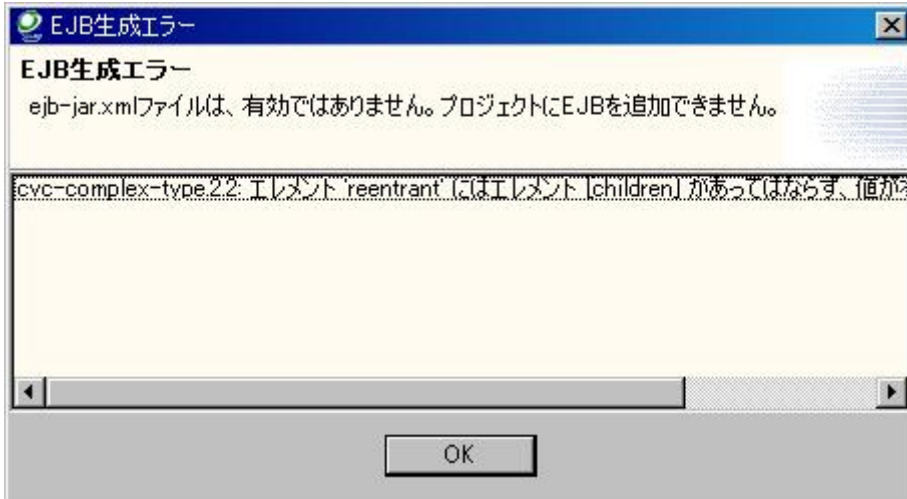 EJB生成エラー
EJB生成エラー
ejb-jar.xmlファイルは、有効ではありません。プロジェクトにEJBを追加できません。
cvc-complex-type.2.2: エレメント 'reentrant' にはエレメント [children] があってはならず、値が
OK